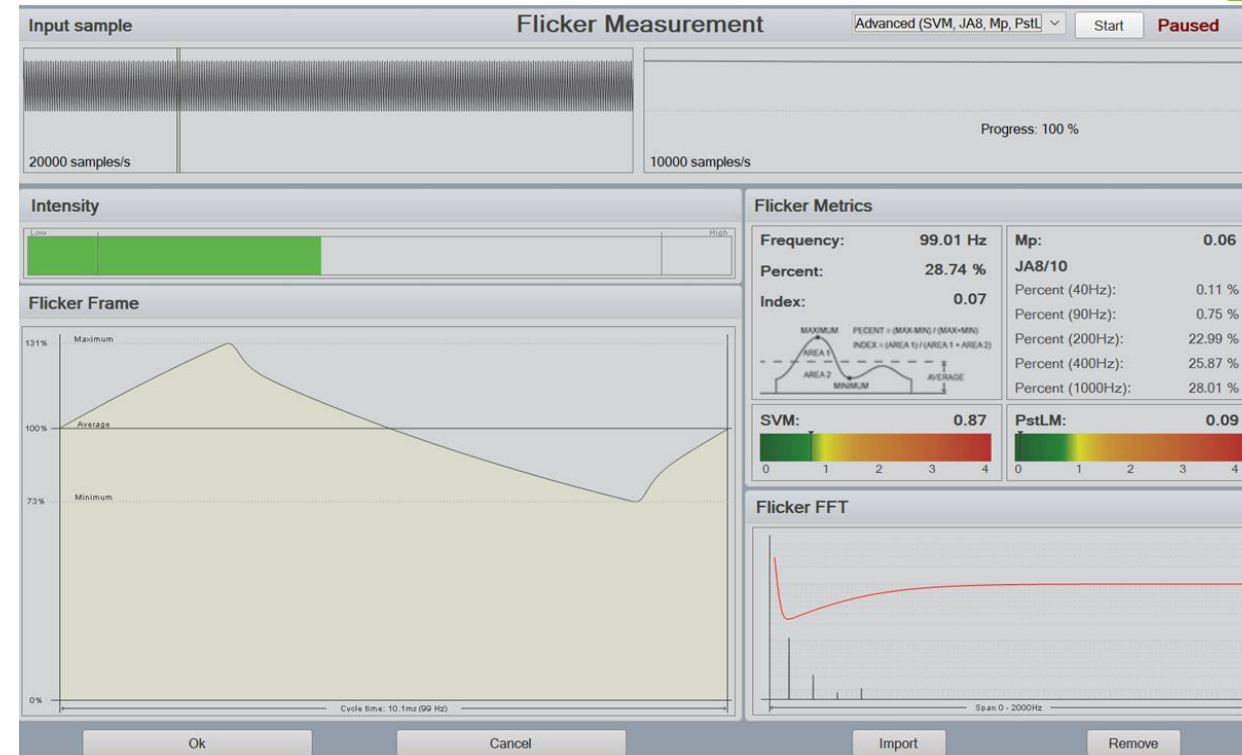 Input sample
Flicker Measurement
Advanced (SVM, JA8, Mp, PstL
Start
Paused
20000 samples/s
Progress: 100 %
10000 samples/s
Intensity
Low
High
Flicker Frame
131%
Maximum
100%
Average
73%
Minimum
0%
Cycle time: 10.1ms (99 Hz)
Flicker Metrics
Frequency: 99.01 Hz
Percent: 28.74 %
Index: 0.07
MAXIMUM
PECENT = (MAX-MIN) / (MAX+MIN)
INDEX = (AREA 1) / (AREA 1 + AREA 2)
AREA 1
AREA 2
AVERAGE
MINIMUM
Mp: 0.06
JA8/10
Percent (40Hz): 0.11 %
Percent (90Hz): 0.75 %
Percent (200Hz): 22.99 %
Percent (400Hz): 25.87 %
Percent (1000Hz): 28.01 %
SVM: 0.87
0 1 2 3 4
PstLM: 0.09
0 1 2 3 4
Flicker FFT
Span 0 - 2000Hz
Ok
Cancel
Import
Remove